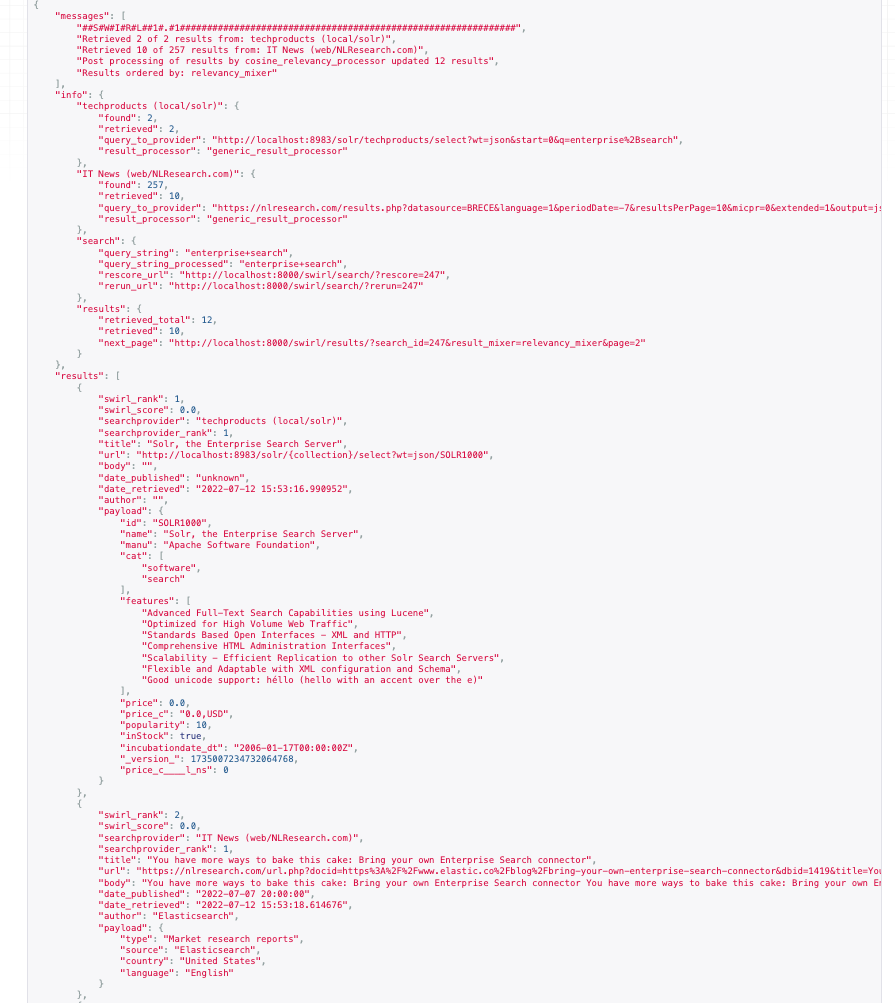 {
"messages": [
"##S#W#I#R#L##1#.#1##############################################################",
"Retrieved 2 of 2 results from: techproducts (local/solr)",
"Retrieved 10 of 257 results from: IT News (web/NLResearch.com)",
"Post processing of results by cosine_relevancy_processor updated 12 results",
"Results ordered by: relevancy_mixer"
],
"info": {
"techproducts (local/solr)": {
"found": 2,
"retrieved": 2,
"query_to_provider": "http://localhost:8983/solr/techproducts/select?wt=json&start=0&q=enterprise%2Bsearch",
"result_processor": "generic_result_processor"
},
"IT News (web/NLResearch.com)": {
"found": 257,
"retrieved": 10,
"query_to_provider": "https://nlresearch.com/results.php?datasource=BRECE&language=1&periodDate=-7&resultsPerPage=10&micpr=0&extended=1&output=js
"result_processor": "generic_result_processor"
},
"search": {
"query_string": "enterprise+search",
"query_string_processed": "enterprise+search",
"rescore_url": "http://localhost:8000/swirl/search/?rescore=247",
"rerun_url": "http://localhost:8000/swirl/search/?rerun=247"
},
"results": {
"retrieved_total": 12,
"retrieved": 10,
"next_page": "http://localhost:8000/swirl/results/?search_id=247&result_mixer=relevancy_mixer&page=2"
}
},
"results": [
{
"swirl_rank": 1,
"swirl_score": 0.0,
"searchprovider": "techproducts (local/solr)",
"searchprovider_rank": 1,
"title": "Solr, the Enterprise Search Server",
"url": "http://localhost:8983/solr/{collection}/select?wt=json/SOLR1000",
"body": "",
"date_published": "unknown",
"date_retrieved": "2022-07-12 15:53:16.990952",
"author": "",
"payload": {
"id": "SOLR1000",
"name": "Solr, the Enterprise Search Server",
"manu": "Apache Software Foundation",
"cat": [
"software",
"search"
],
"features": [
"Advanced Full-Text Search Capabilities using Lucene",
"Optimized for High Volume Web Traffic",
"Standards Based Open Interfaces - XML and HTTP",
"Comprehensive HTML Administration Interfaces",
"Scalability - Efficient Replication to other Solr Search Servers",
"Flexible and Adaptable with XML configuration and Schema",
"Good unicode support: héllo (hello with an accent over the e)"
],
"price": 0.0,
"price_c": "0.0,USD",
"popularity": 10,
"inStock": true,
"incubationdate_dt": "2006-01-17T00:00:00Z",
"_version_": 1735007234732064768,
"price_c____l_ns": 0
}
},
{
"swirl_rank": 2,
"swirl_score": 0.0,
"searchprovider": "IT News (web/NLResearch.com)",
"searchprovider_rank": 1,
"title": "You have more ways to bake this cake: Bring your own Enterprise Search connector",
"url": "https://nlresearch.com/url.php?docid=https%3A%2F%2Fwww.elastic.co%2Fblog%2Fbring-your-own-enterprise-search-connector&dbid=1419&title=You
"body": "You have more ways to bake this cake: Bring your own Enterprise Search connector You have more ways to bake this cake: Bring your own En
"date_published": "2022-07-07 20:00:00",
"date_retrieved": "2022-07-12 15:53:18.614676",
"author": "Elasticsearch",
"payload": {
"type": "Market research reports",
"source": "Elasticsearch",
"country": "United States",
"language": "English"
}
},